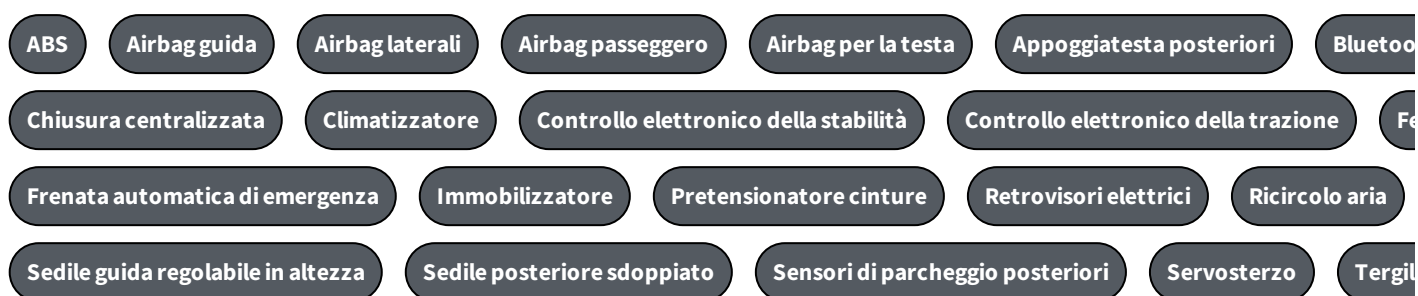 ABS Airbag guida Airbag laterali Airbag passeggero Airbag per la testa Appoggiatesta posteriori
Chiusura centralizzata Climatizzatore Controllo elettronico della stabilità Controllo elettronico della trazione
Frenata automatica di emergenza Immobilizzatore Pretensionatore cinture Retrovisori elettrici Ricircolo aria
Sedile guida regolabile in altezza Sedile posteriore sdoppiato Sensori di parcheggio posteriori Servosterzo